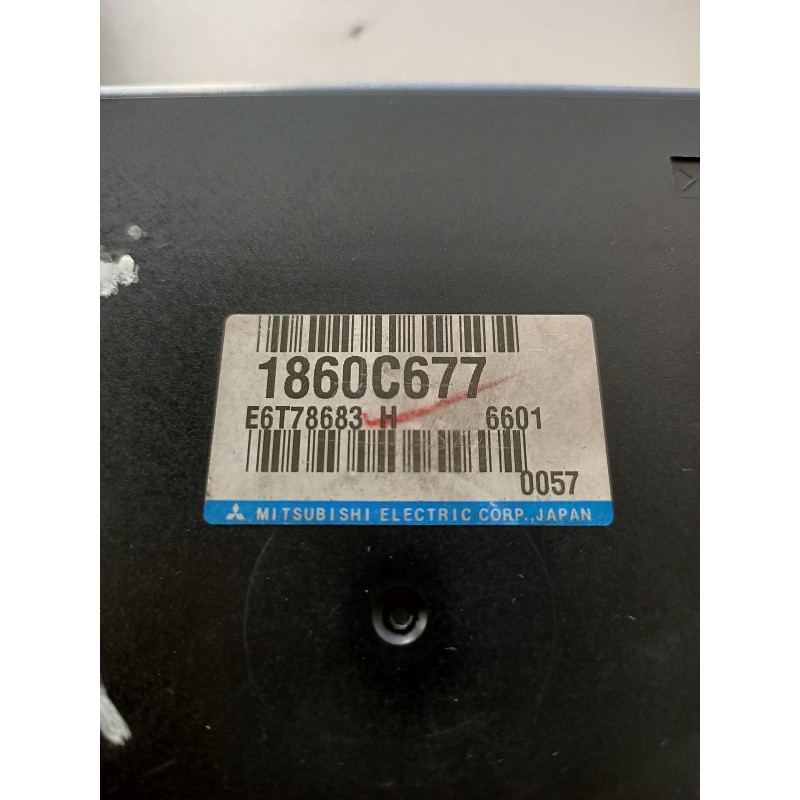 1860C677
E6T78683 H 6601
0057
MITSUBISHI ELECTRIC CORP., JAPAN